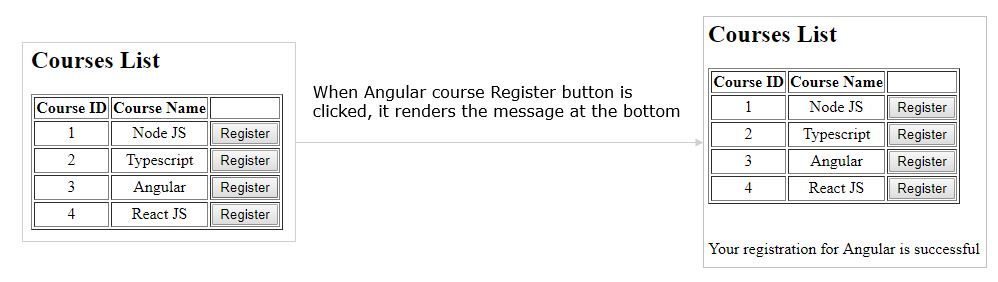 Courses List
Course ID Course Name
1 Node JS Register
2 Typescript Register
3 Angular Register
4 React JS Register
When Angular course Register button is
clicked, it renders the message at the bottom
Courses List
Course ID Course Name
1 Node JS Register
2 Typescript Register
3 Angular Register
4 React JS Register
Your registration for Angular is successful